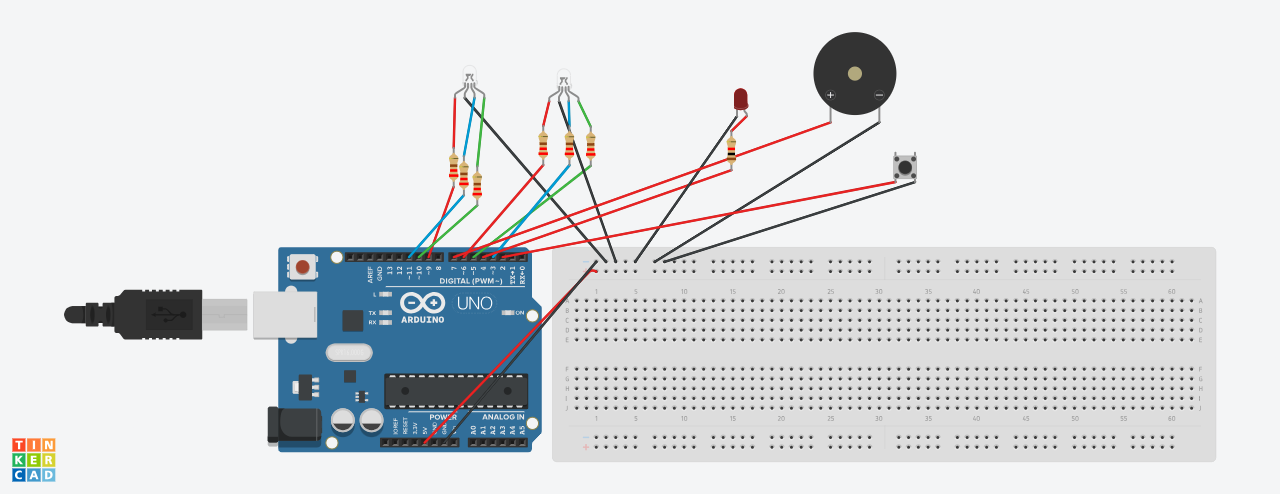 AREF
GND
13
12
~11
~10
~9
8
7
~6
~5
4
~3
2
TX→1
RX←0
DIGITAL (PWM~)
L
TX
RX
UNO
ARDUINO
ON
POWER
ANALOG IN
IOREF
RESET
3.3V
5V
A0
A1
A2
A3
A4
A5
1 5 10 15 20 25 30 35 40 45 50 55 60
A A
B B
C C
D D
E E
F F
G G
H H
I I
J J
1 5 10 15 20 25 30 35 40 45 50 55 60
TIN
KER
CAD